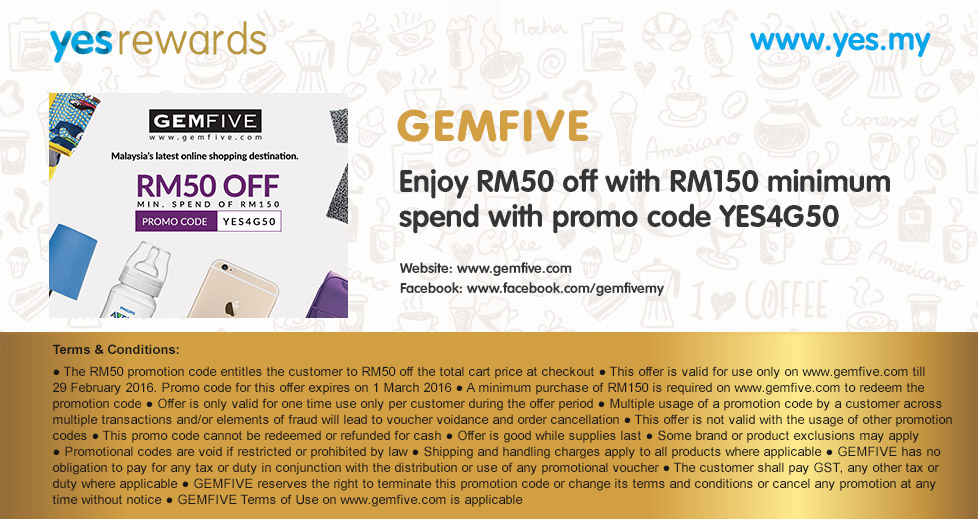 yes rewards
www.yes.my
GEMFIVE
www.gemfive.com
Malaysia's latest online shopping destination.
RM50 OFF
MIN. SPEND OF RM150
PROMO CODE YES4G50
PHILIPS
AVENT
GEMFIVE
Enjoy RM50 off with RM150 minimum
spend with promo code YES4G50
Website: www.gemfive.com
Facebook: www.facebook.com/gemfivemy
Mocha
Americano
Espresso
Coffee
Americano
I COFFEE
Terms & Conditions:
● The RM50 promotion code entitles the customer to RM50 off the total cart price at checkout ● This offer is valid for use only on www.gemfive.com till
29 February 2016. Promo code for this offer expires on 1 March 2016 ● A minimum purchase of RM150 is required on www.gemfive.com to redeem the
promotion code ● Offer is only valid for one time use only per customer during the offer period ● Multiple usage of a promotion code by a customer across
multiple transactions and/or elements of fraud will lead to voucher voidance and order cancellation ● This offer is not valid with the usage of other promotion
codes ● This promo code cannot be redeemed or refunded for cash ● Offer is good while supplies last ● Some brand or product exclusions may apply
● Promotional codes are void if restricted or prohibited by law ● Shipping and handling charges apply to all products where applicable ● GEMFIVE has no
obligation to pay for any tax or duty in conjunction with the distribution or use of any promotional voucher ● The customer shall pay GST, any other tax or
duty where applicable ● GEMFIVE reserves the right to terminate this promotion code or change its terms and conditions or cancel any promotion at any
time without notice ● GEMFIVE Terms of Use on www.gemfive.com is applicable